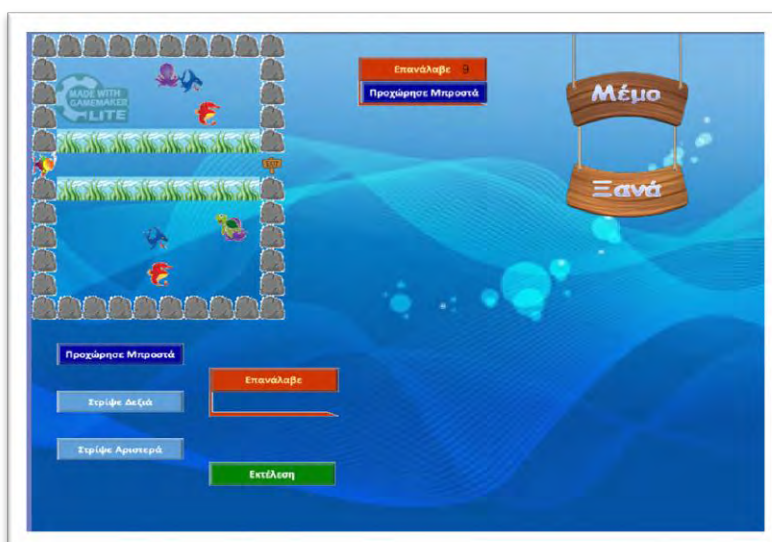 MADE WITH
GAMEMAKER
LITE
EXIT
Επανάλαβε 9
Προχώρησε Μπροστά
Μέμο
Ξανά
Προχώρησε Μπροστά
Στρίψε Δεξιά
Στρίψε Αριστερά
Επανάλαβε
Εκτέλεση